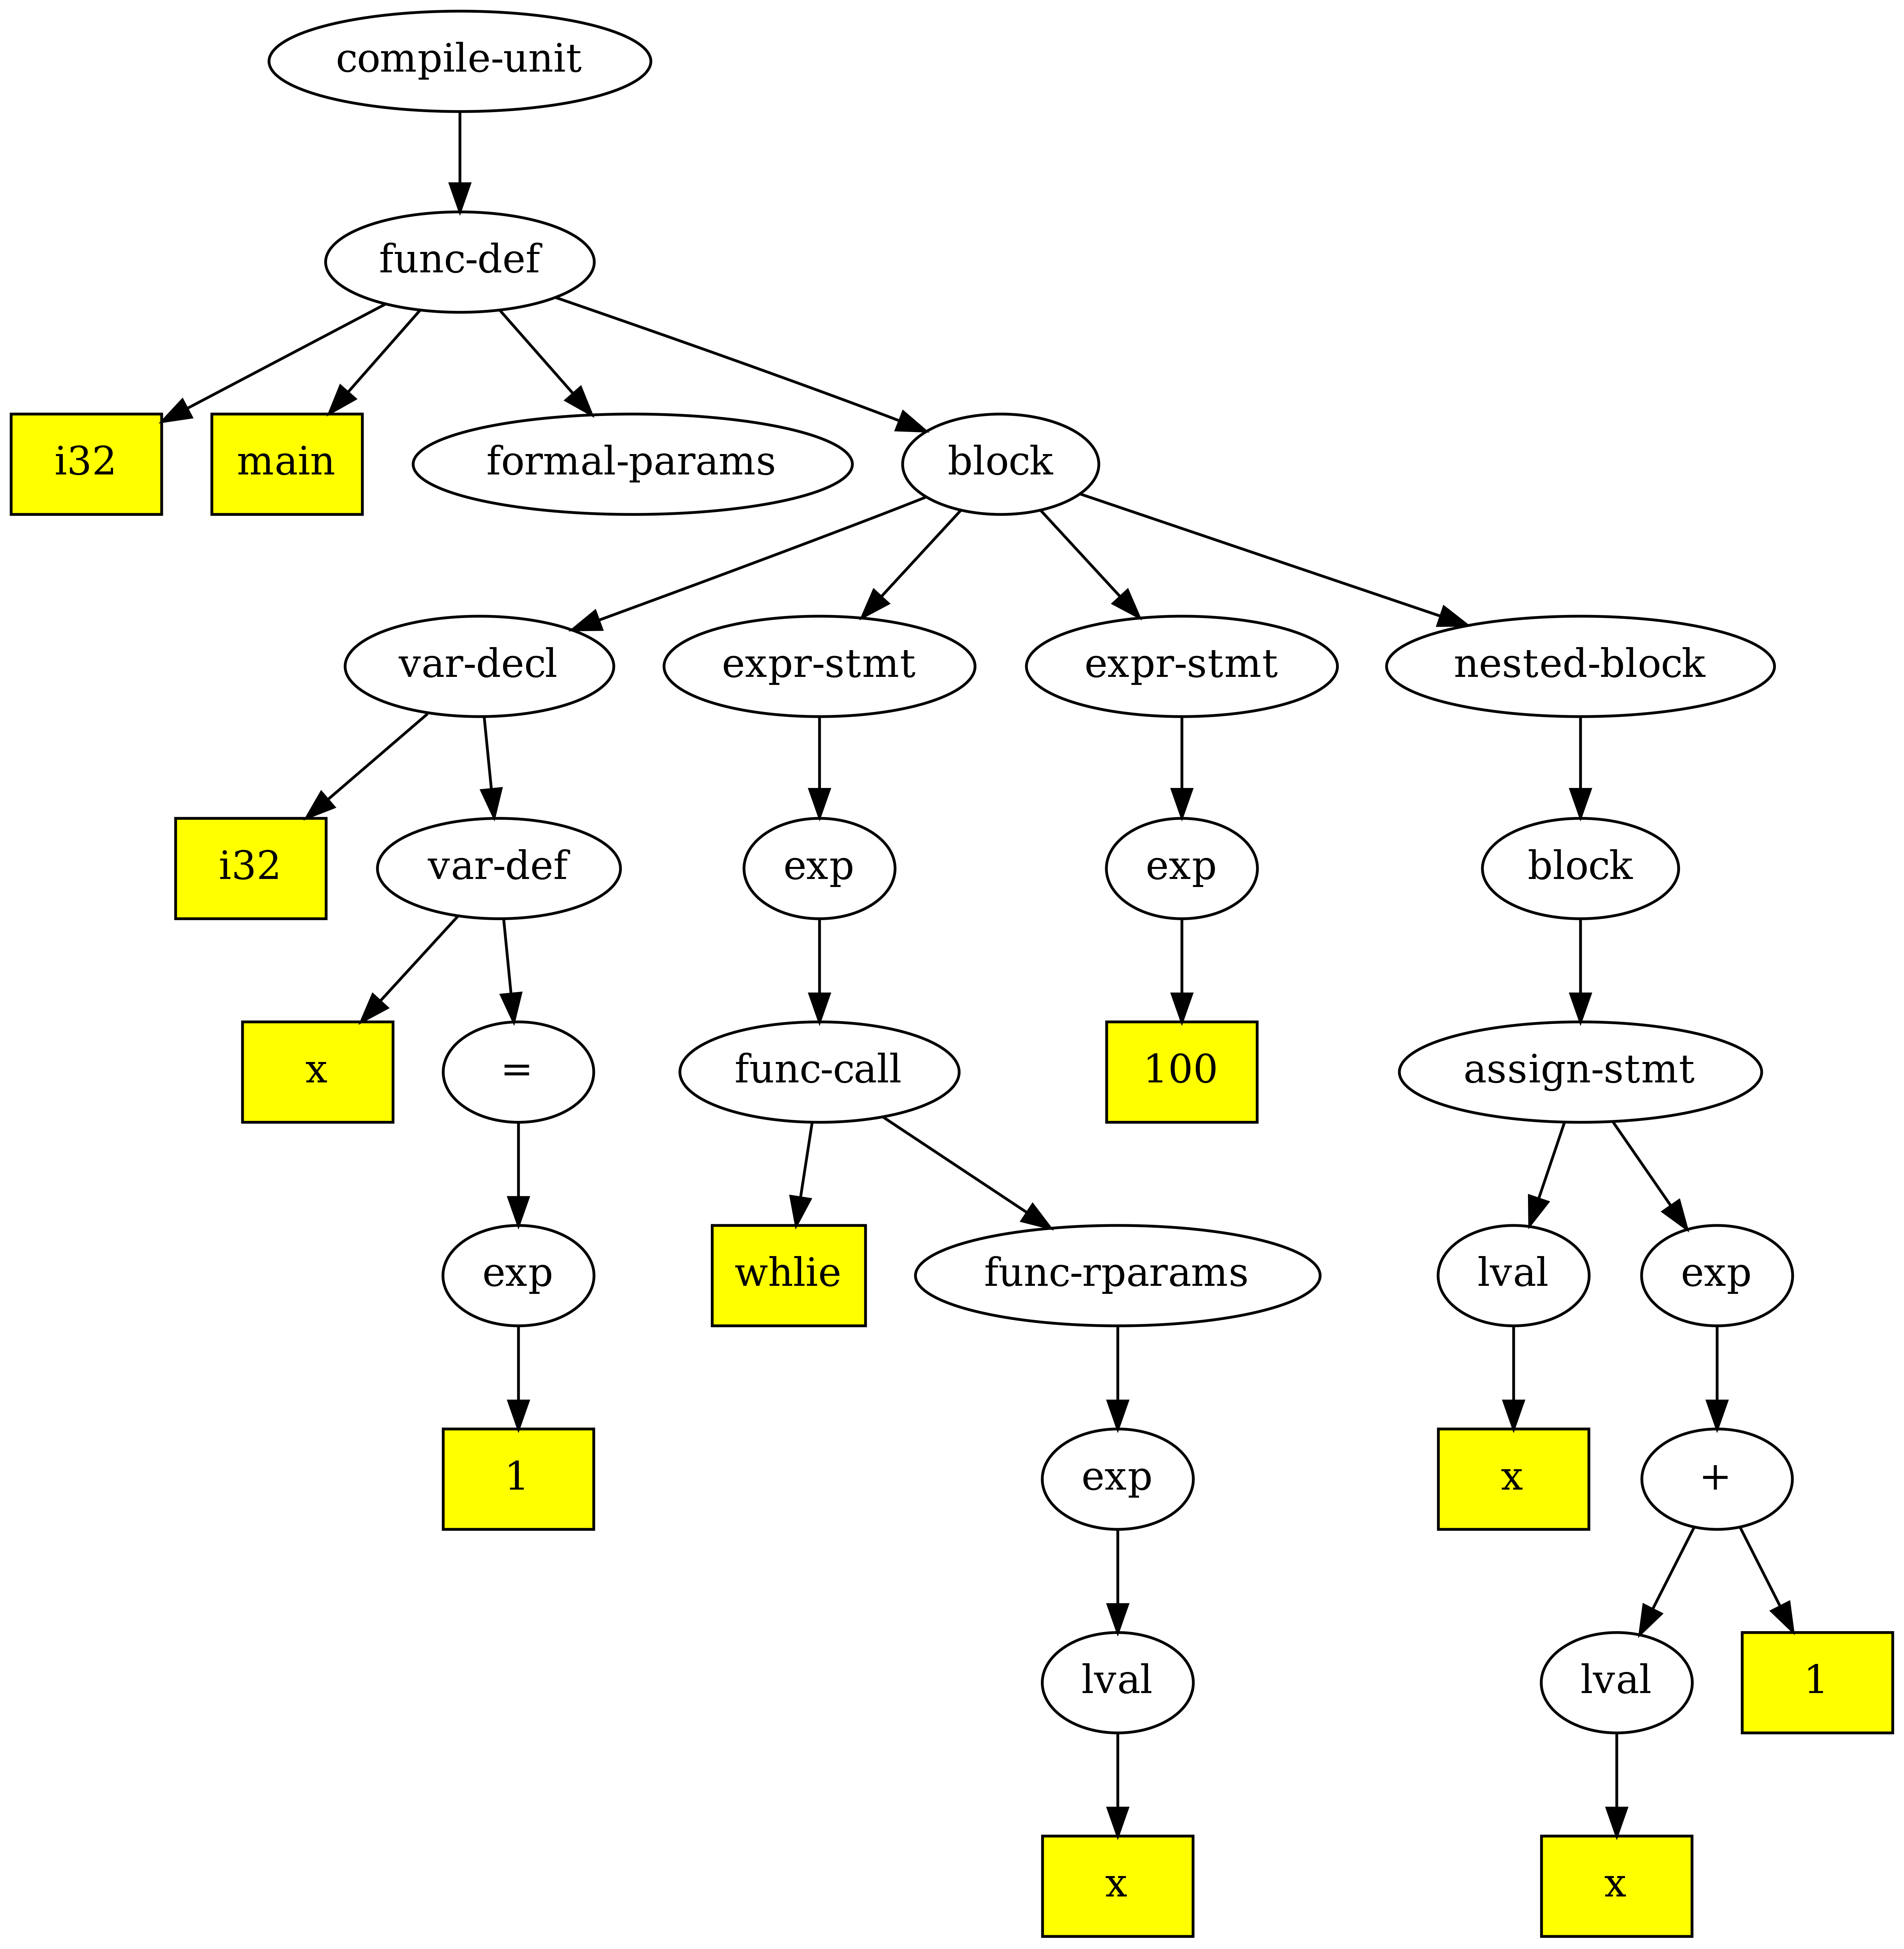 compile-unit
func-def
i32 main formal-params block
var-decl expr-stmt expr-stmt nested-block
i32 var-def exp exp block
x = func-call 100 assign-stmt
exp whlie func-rparams lval exp
1 exp x +
lval lval 1
x x